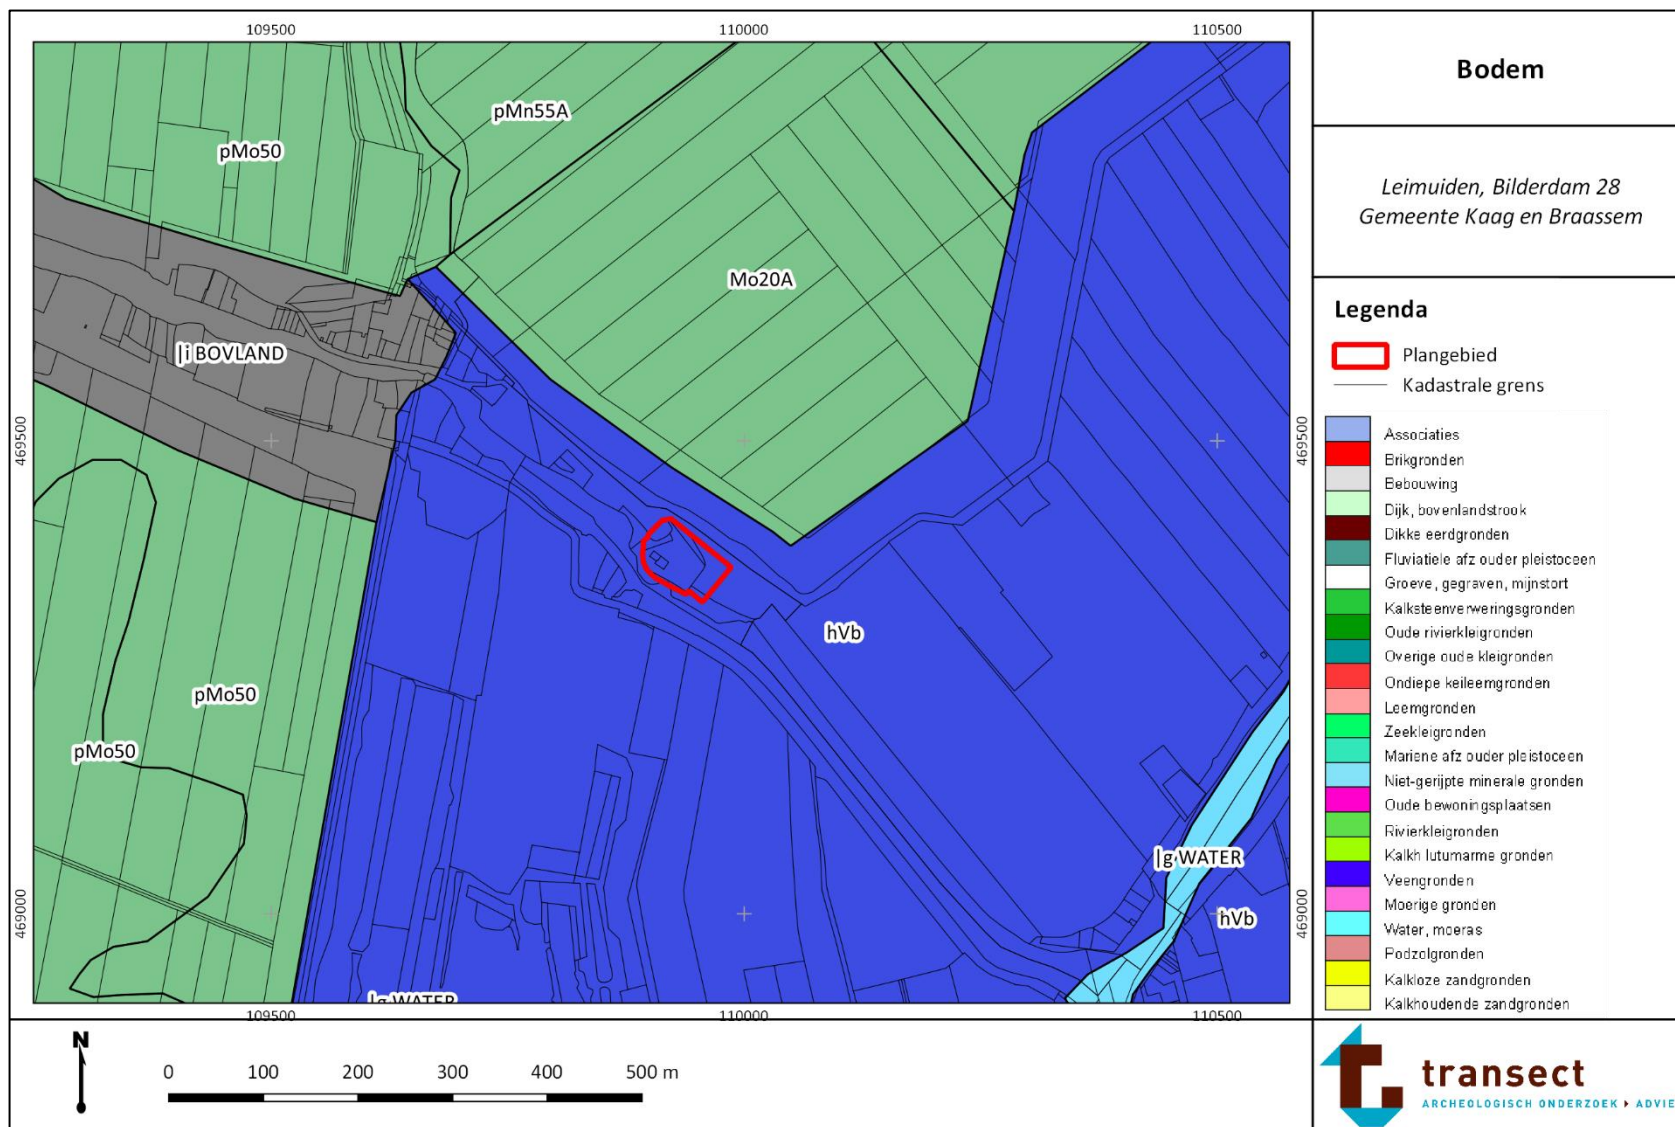 109500
110000
110500
pMn55A
pMo50
Mo20A
|i BOVLAND
469500
469500
hVb
pMo50
pMo50
|g WATER
hVb
469000
469000
|g WATER
109500
110000
110500
N
0 100 200 300 400 500 m
Bodem
Leimuiden, Bilderdam 28
Gemeente Kaag en Braassem
Legenda
Plangebied
Kadastrale grens
Associaties
Brikgronden
Bebouwing
Dijk, bovenlandstrook
Dikke eerdgronden
Fluviatiele afz ouder pleistoceen
Groeve, gegraven, mijnstort
Kalksteenverweringsgronden
Oude rivierkleigronden
Overige oude kleigronden
Ondiepe keileemgronden
Leemgronden
Zeekleigronden
Mariene afz ouder pleistoceen
Niet-gerijpte minerale gronden
Oude bewoningsplaatsen
Rivierkleigronden
Kalkh lutumarme gronden
Veengronden
Moerige gronden
Water, moeras
Podzolgronden
Kalkloze zandgronden
Kalkhoudende zandgronden
transect
ARCHEOLOGISCH ONDERZOEK ▸ ADVIE